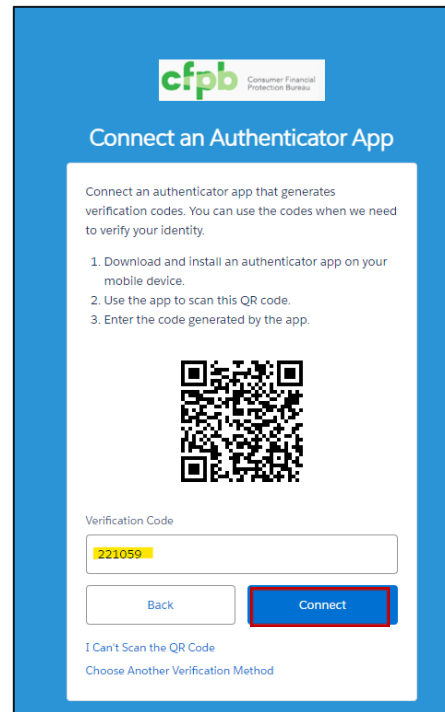 cfpb Consumer Financial
Protection Bureau
Connect an Authenticator App
Connect an authenticator app that generates
verification codes. You can use the codes when we need
to verify your identity.
1. Download and install an authenticator app on your
mobile device.
2. Use the app to scan this QR code.
3. Enter the code generated by the app.
Verification Code
221059
Back Connect
I Can't Scan the QR Code
Choose Another Verification Method